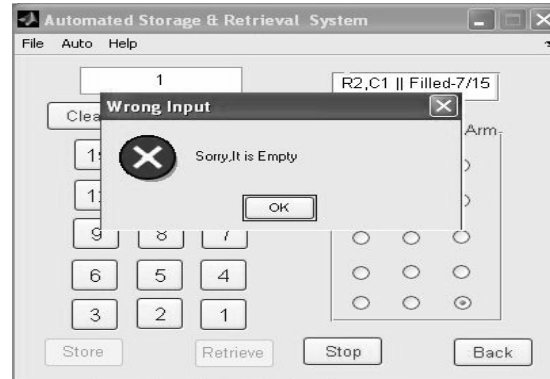 Automated Storage & Retrieval System
File Auto Help
1
R2,C1 || Filled-7/15
Wrong Input
Arm
Sorry,It is Empty
OK
9 8 7
6 5 4
3 2 1
Store Retrieve Stop Back